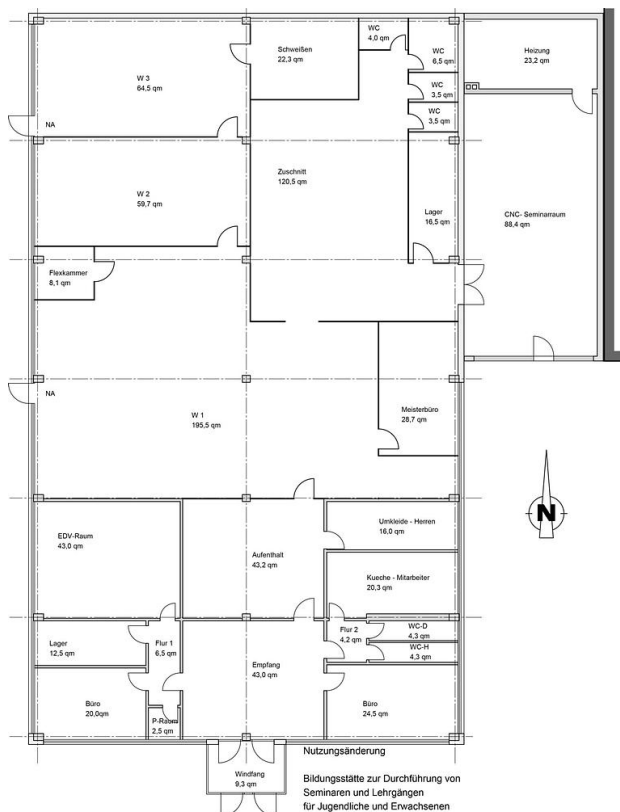 WC
4,0 qm
Schweißen
22,3 qm
WC
6,5 qm
Heizung
23,2 qm
W 3
64,5 qm
WC
3,5 qm
WC
3,5 qm
NA
Zuschnitt
120,5 qm
W 2
59,7 qm
Lager
16,5 qm
CNC- Seminarraum
88,4 qm
Flexkammer
8,1 qm
NA
W 1
195,5 qm
Meisterbüro
28,7 qm
N
Umkleide - Herren
16,0 qm
EDV-Raum
43,0 qm
Aufenthalt
43,2 qm
Kueche - Mitarbeiter
20,3 qm
Lager
12,5 qm
Flur 1
6,5 qm
Flur 2
4,2 qm
WC-D
4,3 qm
WC-H
4,3 qm
Empfang
43,0 qm
Büro
20,0qm
P-Raum
2,5 qm
Büro
24,5 qm
Windfang
9,3 qm
Nutzungsänderung
Bildungsstätte zur Durchführung von
Seminaren und Lehrgängen
für Jugendliche und Erwachsenen